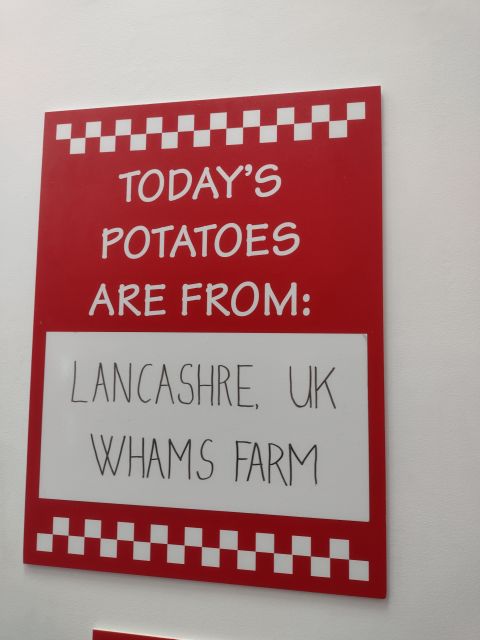 TODAY'S
POTATOES
ARE FROM:
LANCASHRE, UK
WHAMS FARM